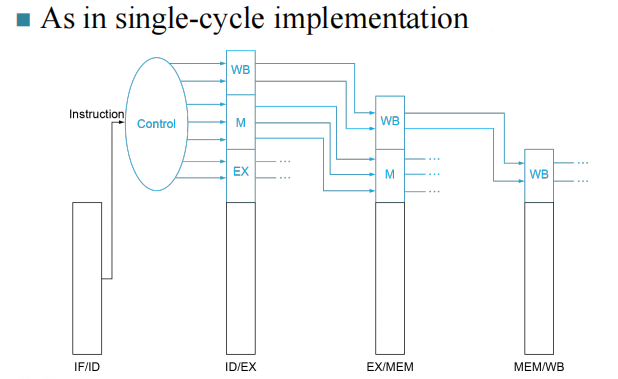 As in single-cycle implementation
Instruction
Control
WB
M
EX
...
...
WB
M
...
...
...
WB
...
...
IF/ID
ID/EX
EX/MEM
MEM/WB